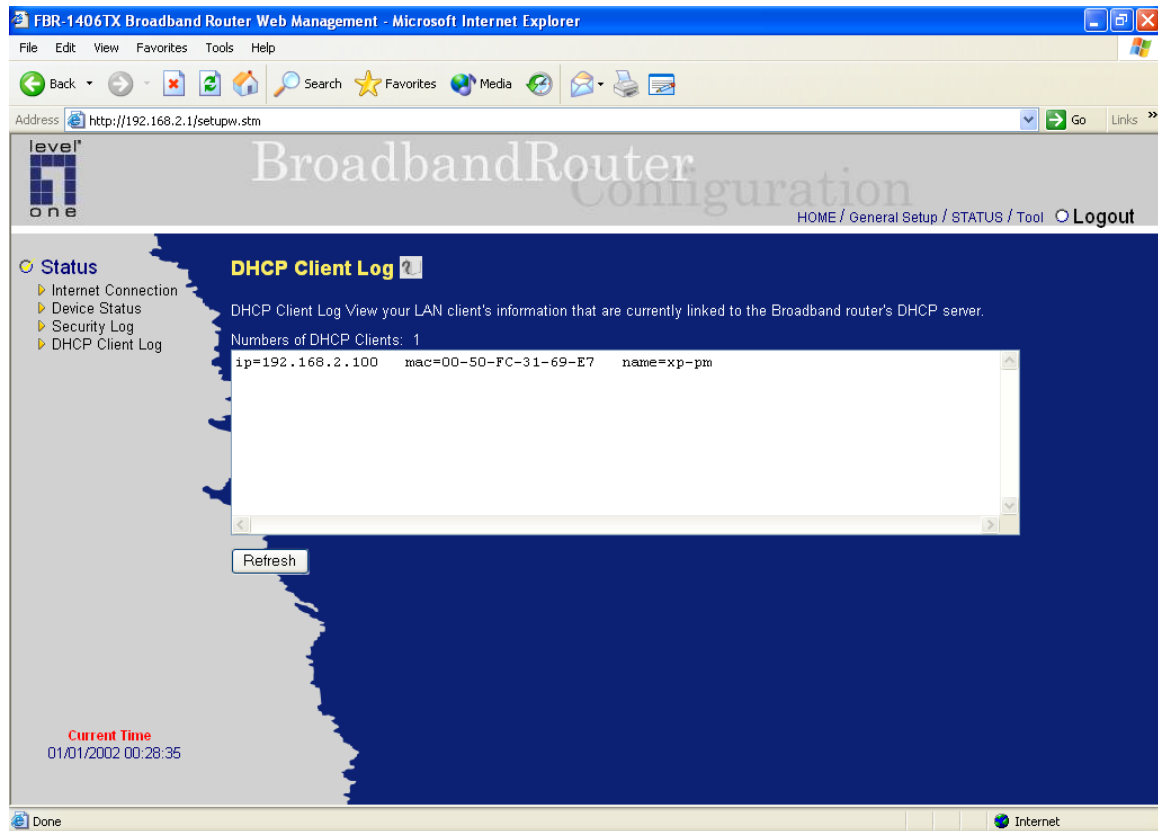 FBR-1406TX Broadband Router Web Management - Microsoft Internet Explorer
File Edit View Favorites Tools Help
Back Search Favorites Media
Address http://192.168.2.1/setupw.stm Go Links »
level one
BroadbandRouter
Configuration
HOME / General Setup / STATUS / Tool Logout
Status
Internet Connection
Device Status
Security Log
DHCP Client Log
DHCP Client Log
DHCP Client Log View your LAN client's information that are currently linked to the Broadband router's DHCP server.
Numbers of DHCP Clients: 1
ip=192.168.2.100 mac=00-50-FC-31-69-E7 name=xp-pm
Refresh
Current Time
01/01/2002 00:28:35
Done Internet